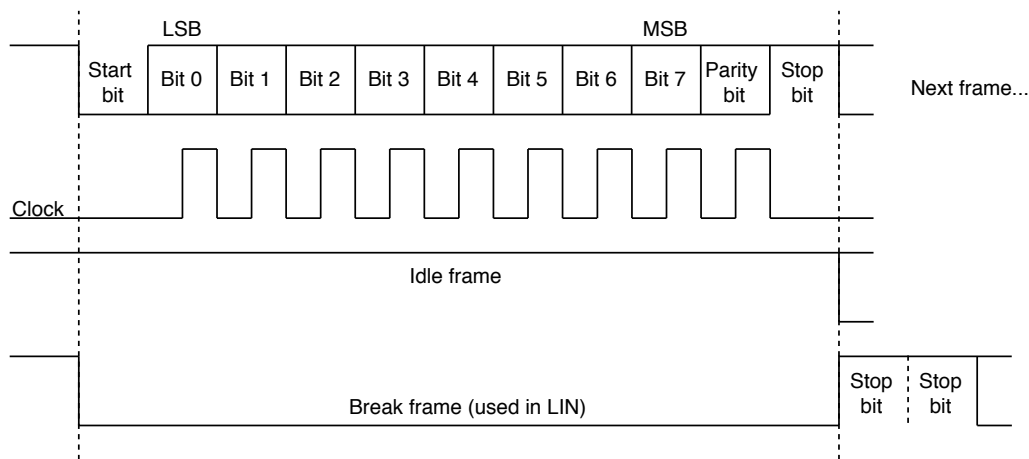 LSB MSB
Start bit Bit 0 Bit 1 Bit 2 Bit 3 Bit 4 Bit 5 Bit 6 Bit 7 Parity bit Stop bit Next frame...
Clock
Idle frame
Break frame (used in LIN) Stop bit Stop bit